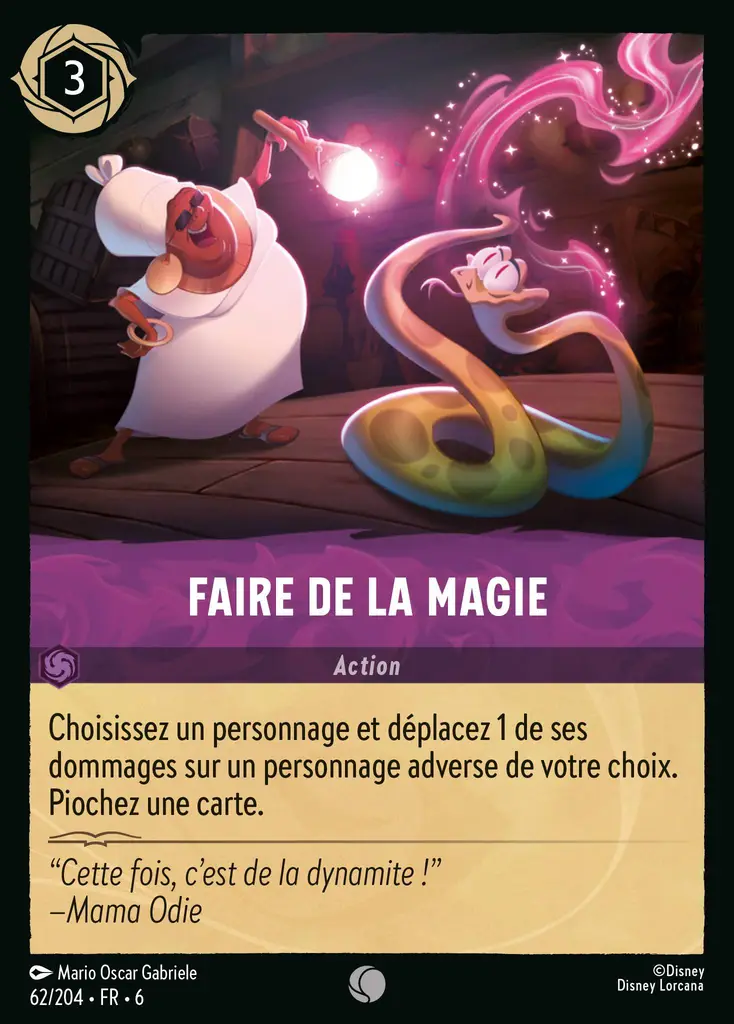 3
FAIRE DE LA MAGIE
Action
Choisissez un personnage et déplacez 1 de ses
dommages sur un personnage adverse de votre choix.
Piochez une carte.
“Cette fois, c’est de la dynamite !”
–Mama Odie
Mario Oscar Gabriele
©Disney
62/204 • FR • 6
Disney Lorcana